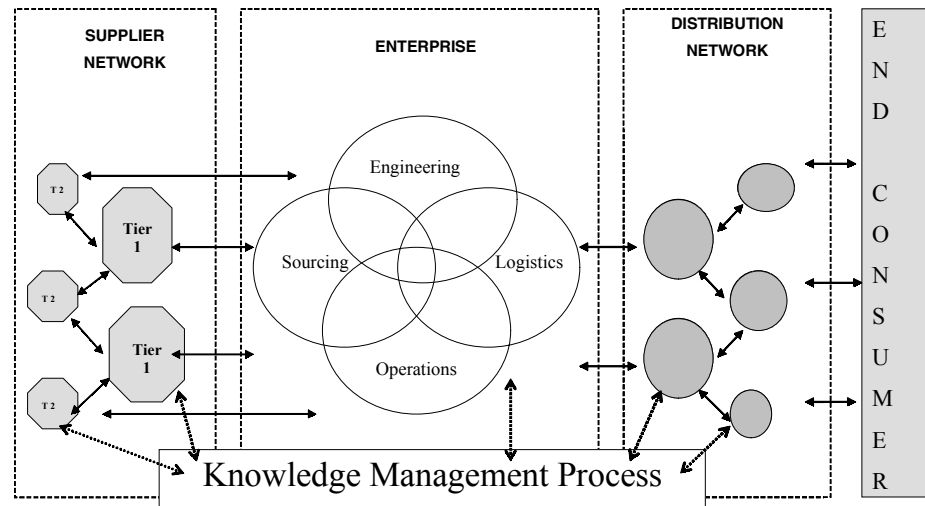 SUPPLIER
NETWORK
ENTERPRISE
DISTRIBUTION
NETWORK
E
N
D
C
O
N
S
U
M
E
R
T 2
Tier
1
T 2
Tier
1
T 2
Engineering
Sourcing
Logistics
Operations
Knowledge Management Process